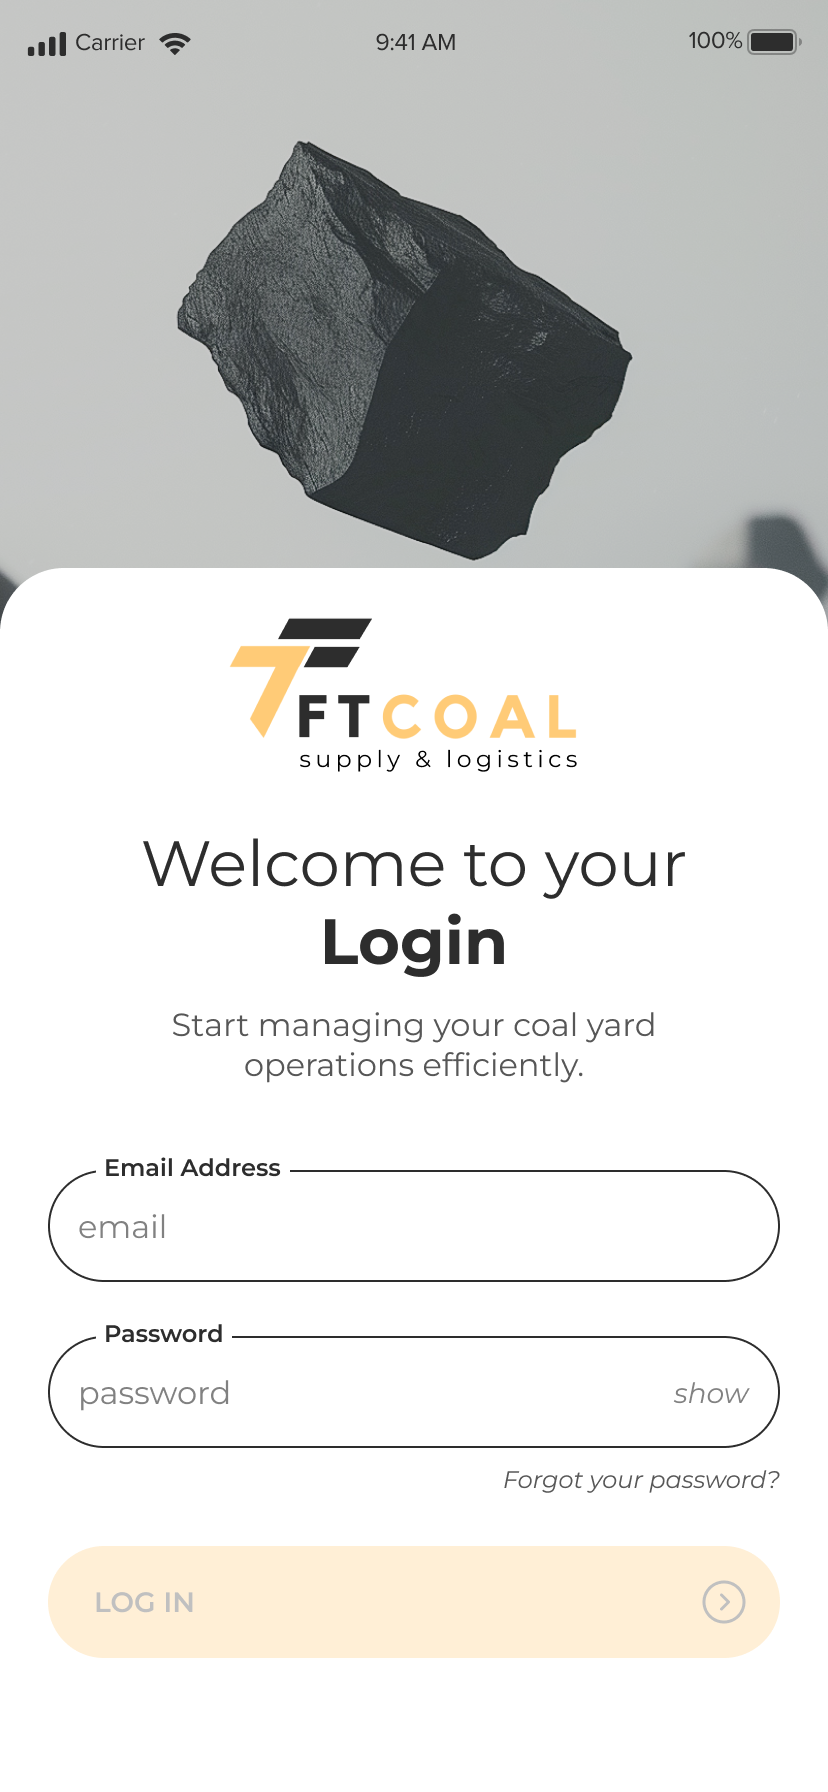 Carrier 9:41 AM 100%
FTCOAL
supply & logistics
Welcome to your
Login
Start managing your coal yard
operations efficiently.
Email Address
email
Password
password show
Forgot your password?
LOG IN